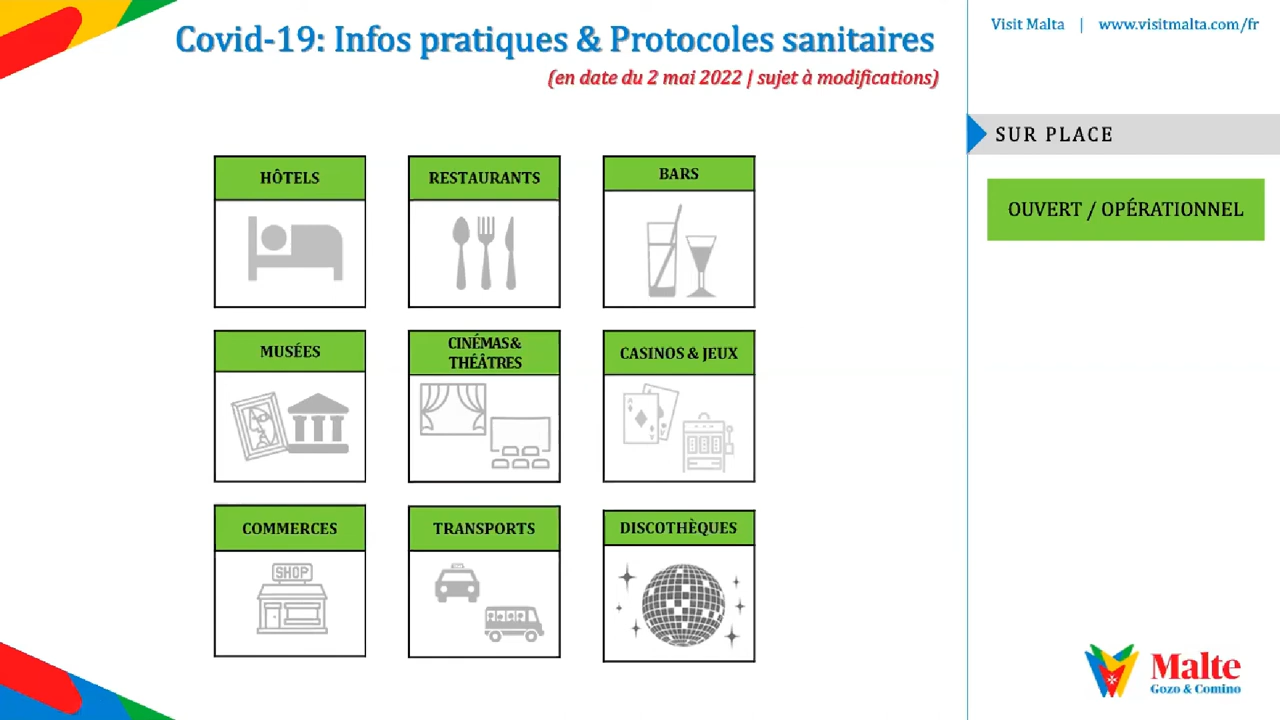 Covid-19: Infos pratiques & Protocoles sanitaires
(en date du 2 mai 2022 | sujet à modifications)
Visit Malta | www.visitmalta.com/fr
SUR PLACE
OUVERT / OPÉRATIONNEL
HÔTELS
RESTAURANTS
BARS
MUSÉES
CINÉMAS &
THÉÂTRES
CASINOS & JEUX
A
A
COMMERCES
SHOP
TRANSPORTS
TAXI
DISCOTHÈQUES
Malte
Gozo & Comino